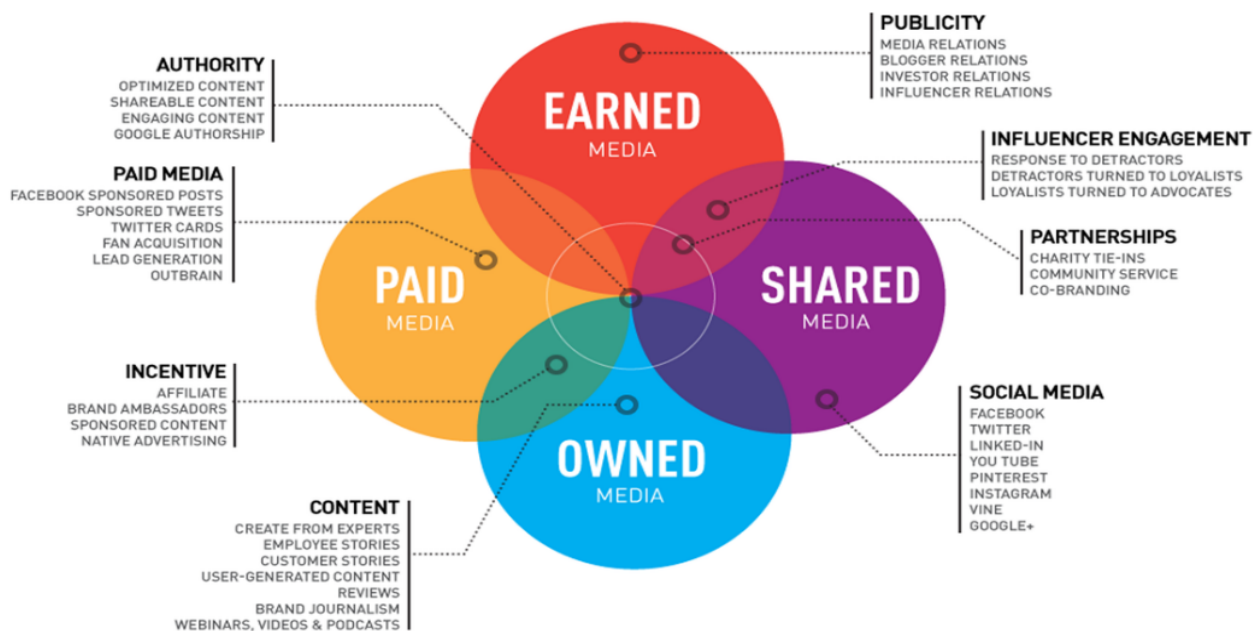 PUBLICITY
MEDIA RELATIONS
BLOGGER RELATIONS
INVESTOR RELATIONS
INFLUENCER RELATIONS
AUTHORITY
OPTIMIZED CONTENT
SHAREABLE CONTENT
ENGAGING CONTENT
GOOGLE AUTHORSHIP
EARNED
MEDIA
INFLUENCER ENGAGEMENT
RESPONSE TO DETRACTORS
DETRACTORS TURNED TO LOYALISTS
LOYALISTS TURNED TO ADVOCATES
PAID MEDIA
FACEBOOK SPONSORED POSTS
SPONSORED TWEETS
TWITTER CARDS
FAN ACQUISITION
LEAD GENERATION
OUTBRAIN
PARTNERSHIPS
CHARITY TIE-INS
COMMUNITY SERVICE
CO-BRANDING
PAID
MEDIA
SHARED
MEDIA
INCENTIVE
AFFILIATE
BRAND AMBASSADORS
SPONSORED CONTENT
NATIVE ADVERTISING
SOCIAL MEDIA
FACEBOOK
TWITTER
LINKED-IN
YOU TUBE
PINTEREST
INSTAGRAM
VINE
GOOGLE+
OWNED
MEDIA
CONTENT
CREATE FROM EXPERTS
EMPLOYEE STORIES
CUSTOMER STORIES
USER-GENERATED CONTENT
REVIEWS
BRAND JOURNALISM
WEBINARS, VIDEOS & PODCASTS